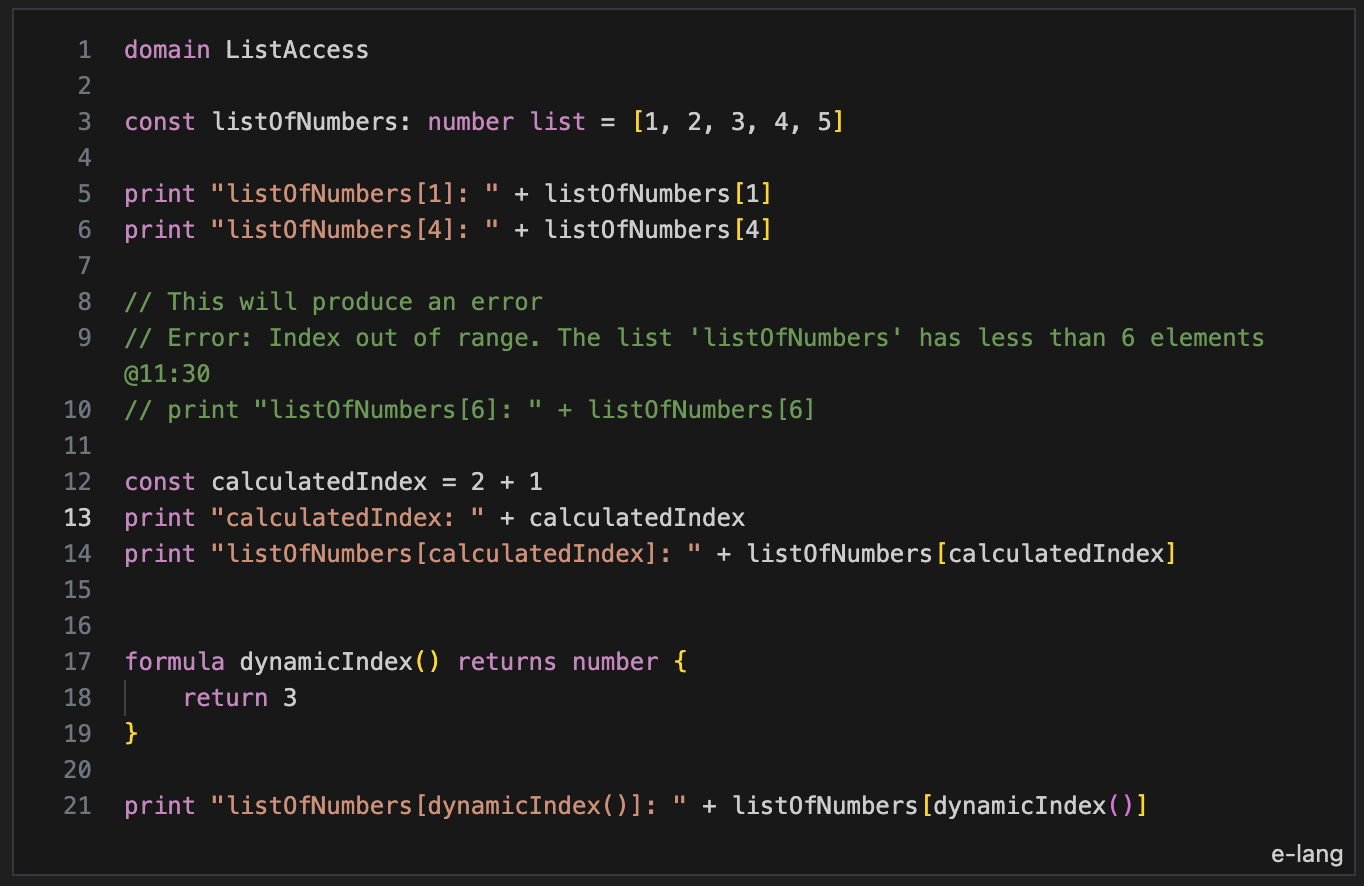 1 domain ListAccess
2
3 const listOfNumbers: number list = [1, 2, 3, 4, 5]
4
5 print "listOfNumbers[1]: " + listOfNumbers[1]
6 print "listOfNumbers[4]: " + listOfNumbers[4]
7
8 // This will produce an error
9 // Error: Index out of range. The list 'listOfNumbers' has less than 6 elements
@11:30
10 // print "listOfNumbers[6]: " + listOfNumbers[6]
11
12 const calculatedIndex = 2 + 1
13 print "calculatedIndex: " + calculatedIndex
14 print "listOfNumbers[calculatedIndex]: " + listOfNumbers[calculatedIndex]
15
16
17 formula dynamicIndex() returns number {
18     return 3
19 }
20
21 print "listOfNumbers[dynamicIndex()]: " + listOfNumbers[dynamicIndex()]
e-lang